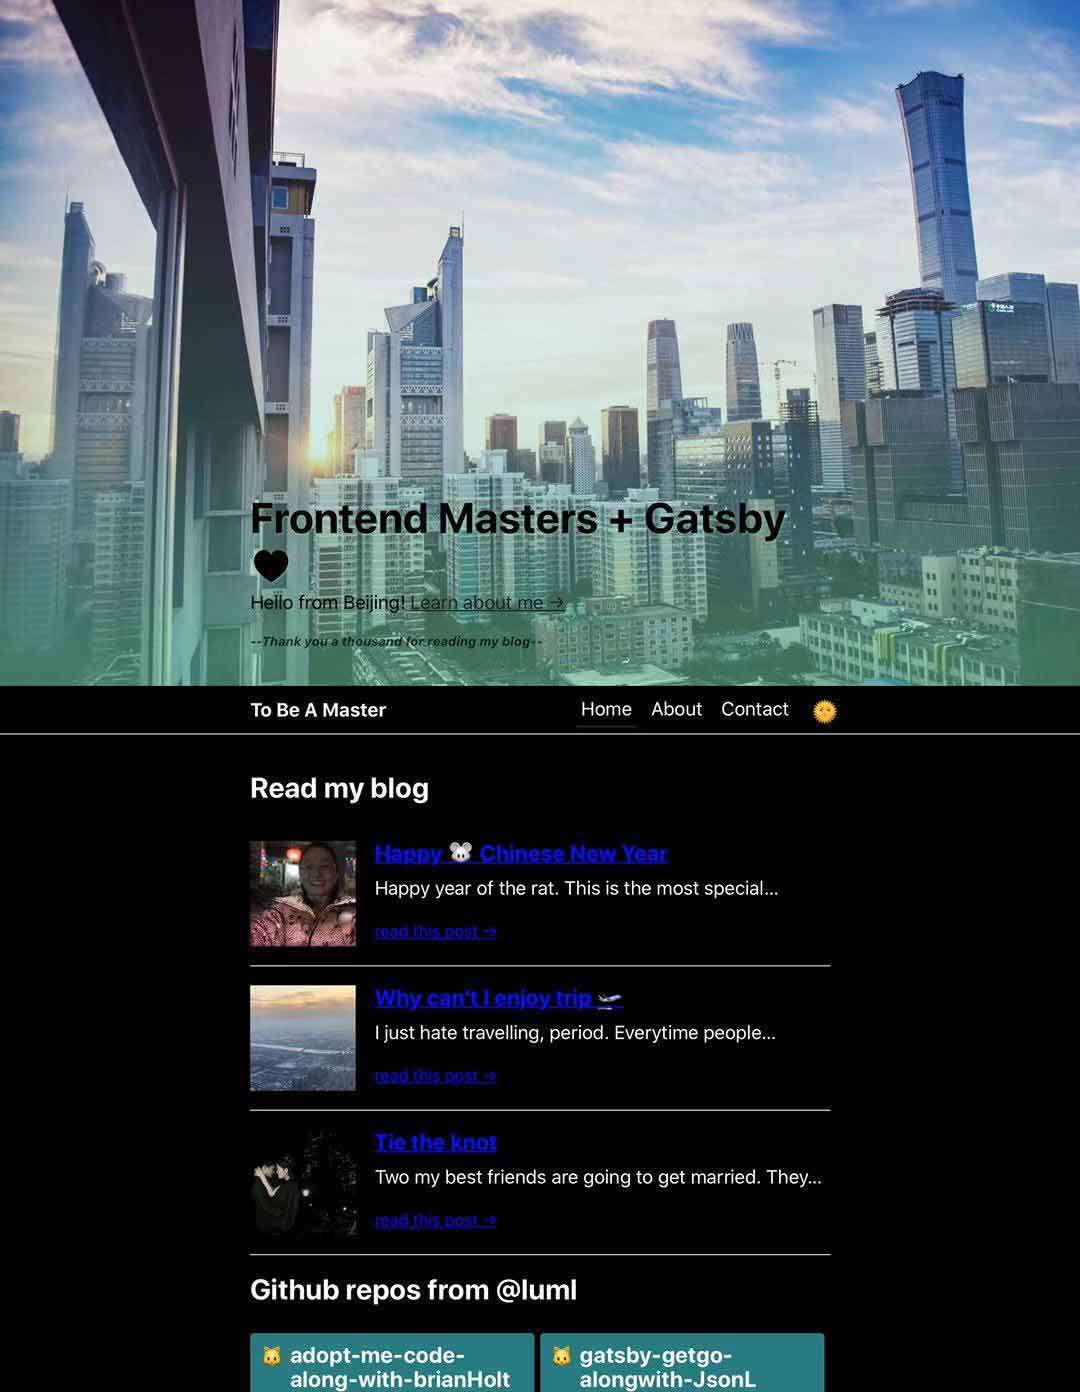 Frontend Masters + Gatsby
🖤
Hello from Beijing! Learn about me →
--Thank you a thousand for reading my blog--
To Be A Master
Home About Contact
Read my blog
Happy 🐭 Chinese New Year
Happy year of the rat. This is the most special...
read this post →
Why can't I enjoy trip 🛫
I just hate travelling, period. Everytime people...
read this post →
Tie the knot
Two my best friends are going to get married. They...
read this post →
Github repos from @luml
🐱 adopt-me-code-
along-with-brianHolt
🐱 gatsby-getgo-
alongwith-JsonL